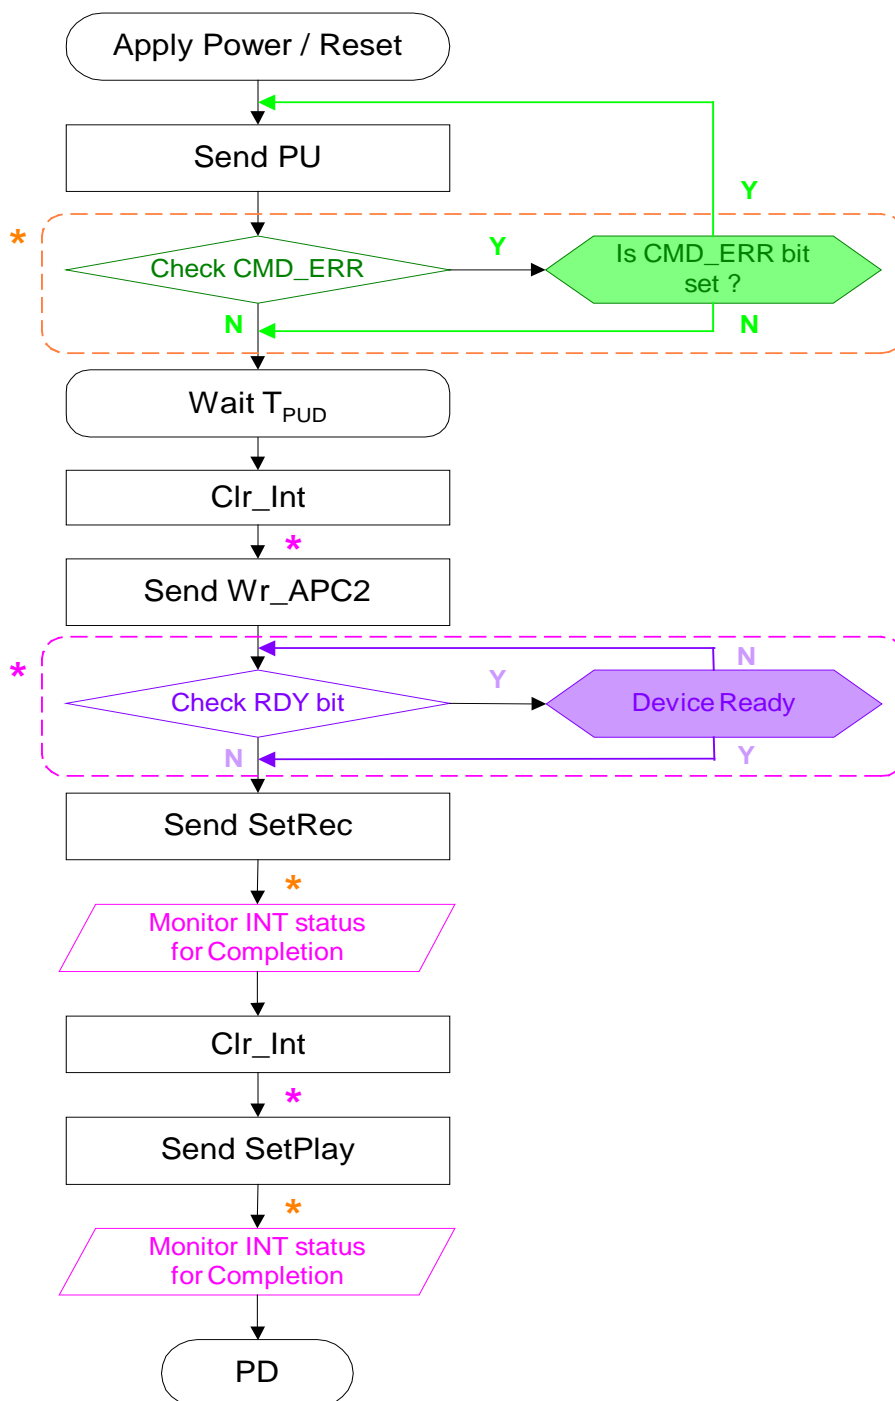 Apply Power / Reset
Send PU
Y
*
Check CMD_ERR
Y
Is CMD_ERR bit
set ?
N
N
Wait TPUD
Clr_Int
*
Send Wr_APC2
*
N
Check RDY bit
Y
Device Ready
N
Y
Send SetRec
*
Monitor INT status
for Completion
Clr_Int
*
Send SetPlay
*
Monitor INT status
for Completion
PD